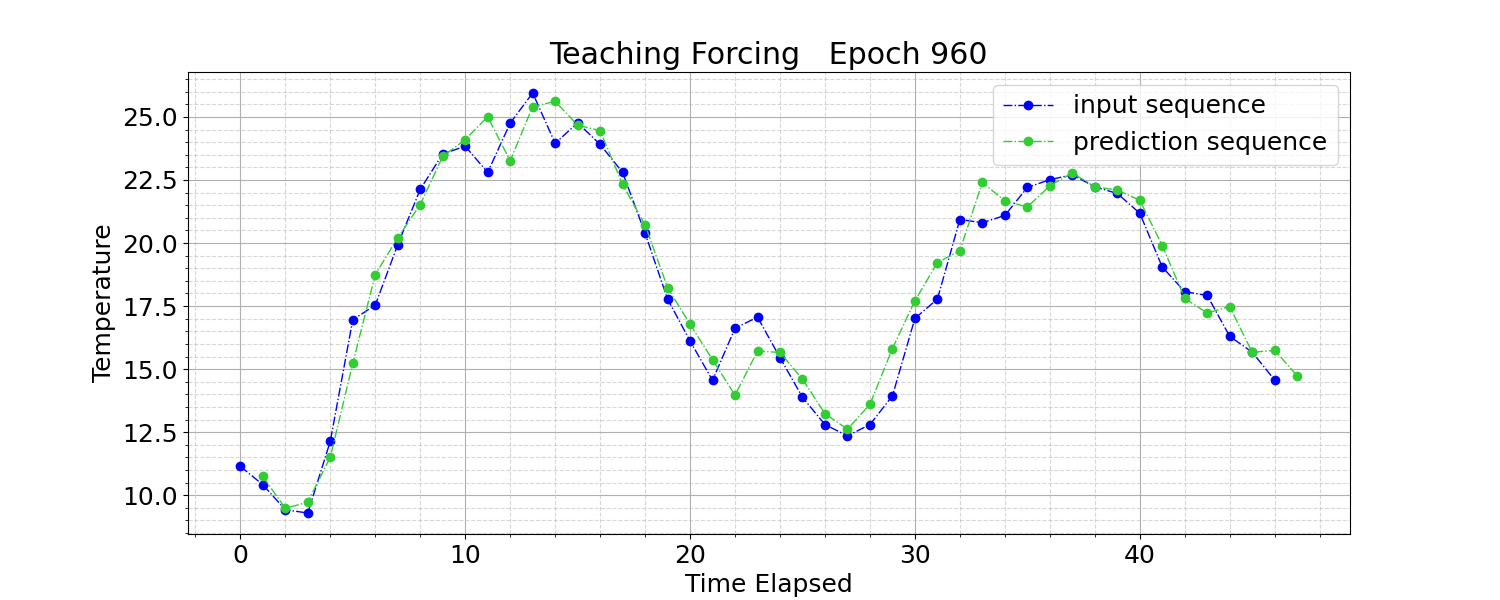 Teaching Forcing   Epoch 960
input sequence
prediction sequence
25.0
22.5
20.0
17.5
15.0
12.5
10.0
Temperature
0 10 20 30 40
Time Elapsed